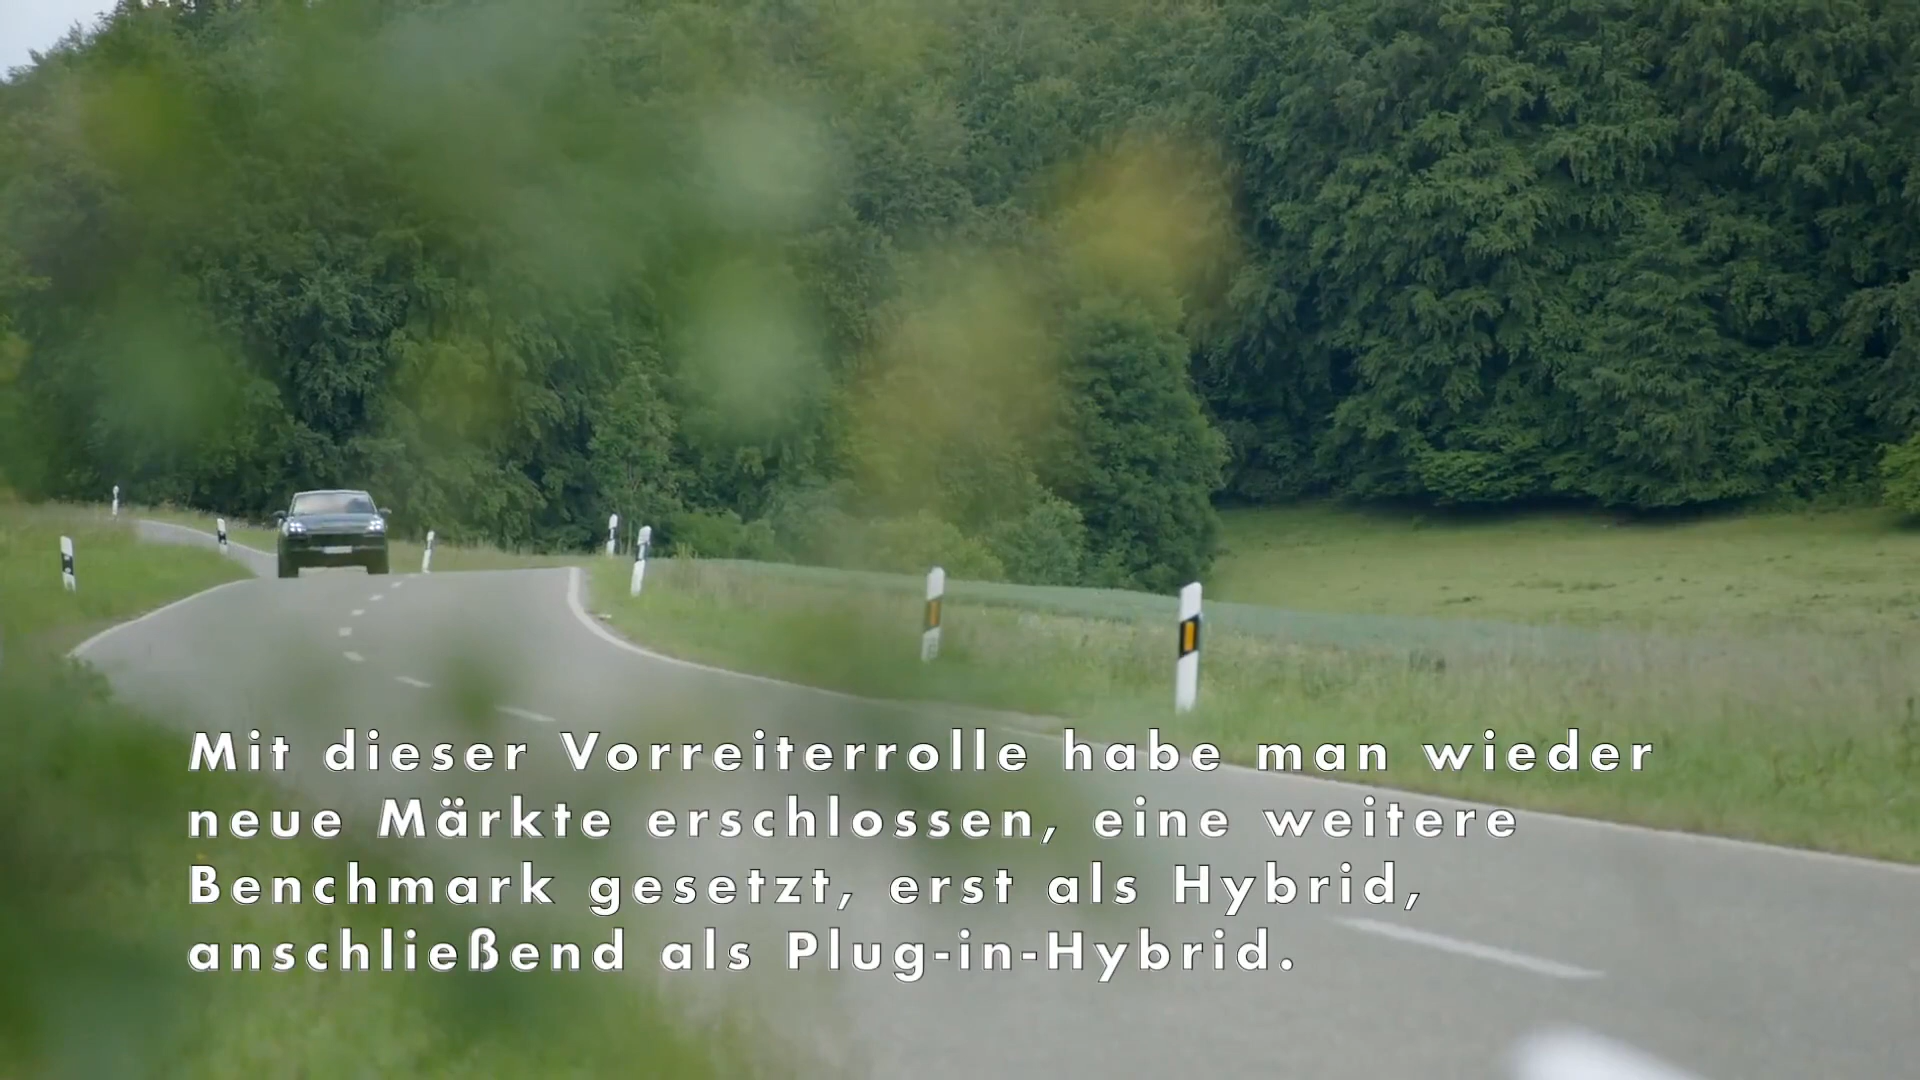 Mit dieser Vorreiterrolle habe man wieder
neue Märkte erschlossen, eine weitere
Benchmark gesetzt, erst als Hybrid,
anschließend als Plug-in-Hybrid.